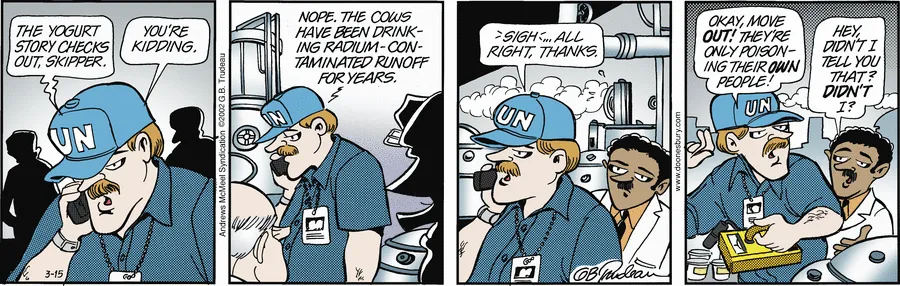 THE YOGURT
STORY CHECKS
OUT, SKIPPER.
YOU'RE
KIDDING.
UN
3-15
Andrews McMeel Syndication ©2002 G.B. Trudeau
NOPE. THE COWS
HAVE BEEN DRINK-
ING RADIUM-CON-
TAMINATED RUNOFF
FOR YEARS.
N
SIGH... ALL
RIGHT, THANKS.
UN
GB Trudeau
www.doonesbury.com
OKAY, MOVE
OUT! THEY'RE
ONLY POISON-
ING THEIR OWN
PEOPLE!
HEY,
DIDN'T I
TELL YOU
THAT?
DIDN'T
I?
UN